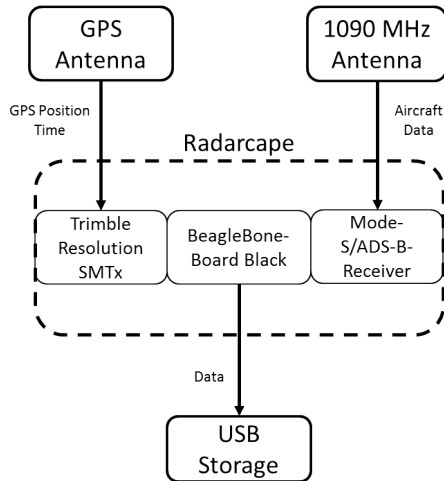 GPS
Antenna
1090 MHz
Antenna
GPS Position
Time
Aircraft
Data
Radarcape
Trimble
Resolution
SMTx
BeagleBone-
Board Black
Mode-
S/ADS-B-
Receiver
Data
USB
Storage